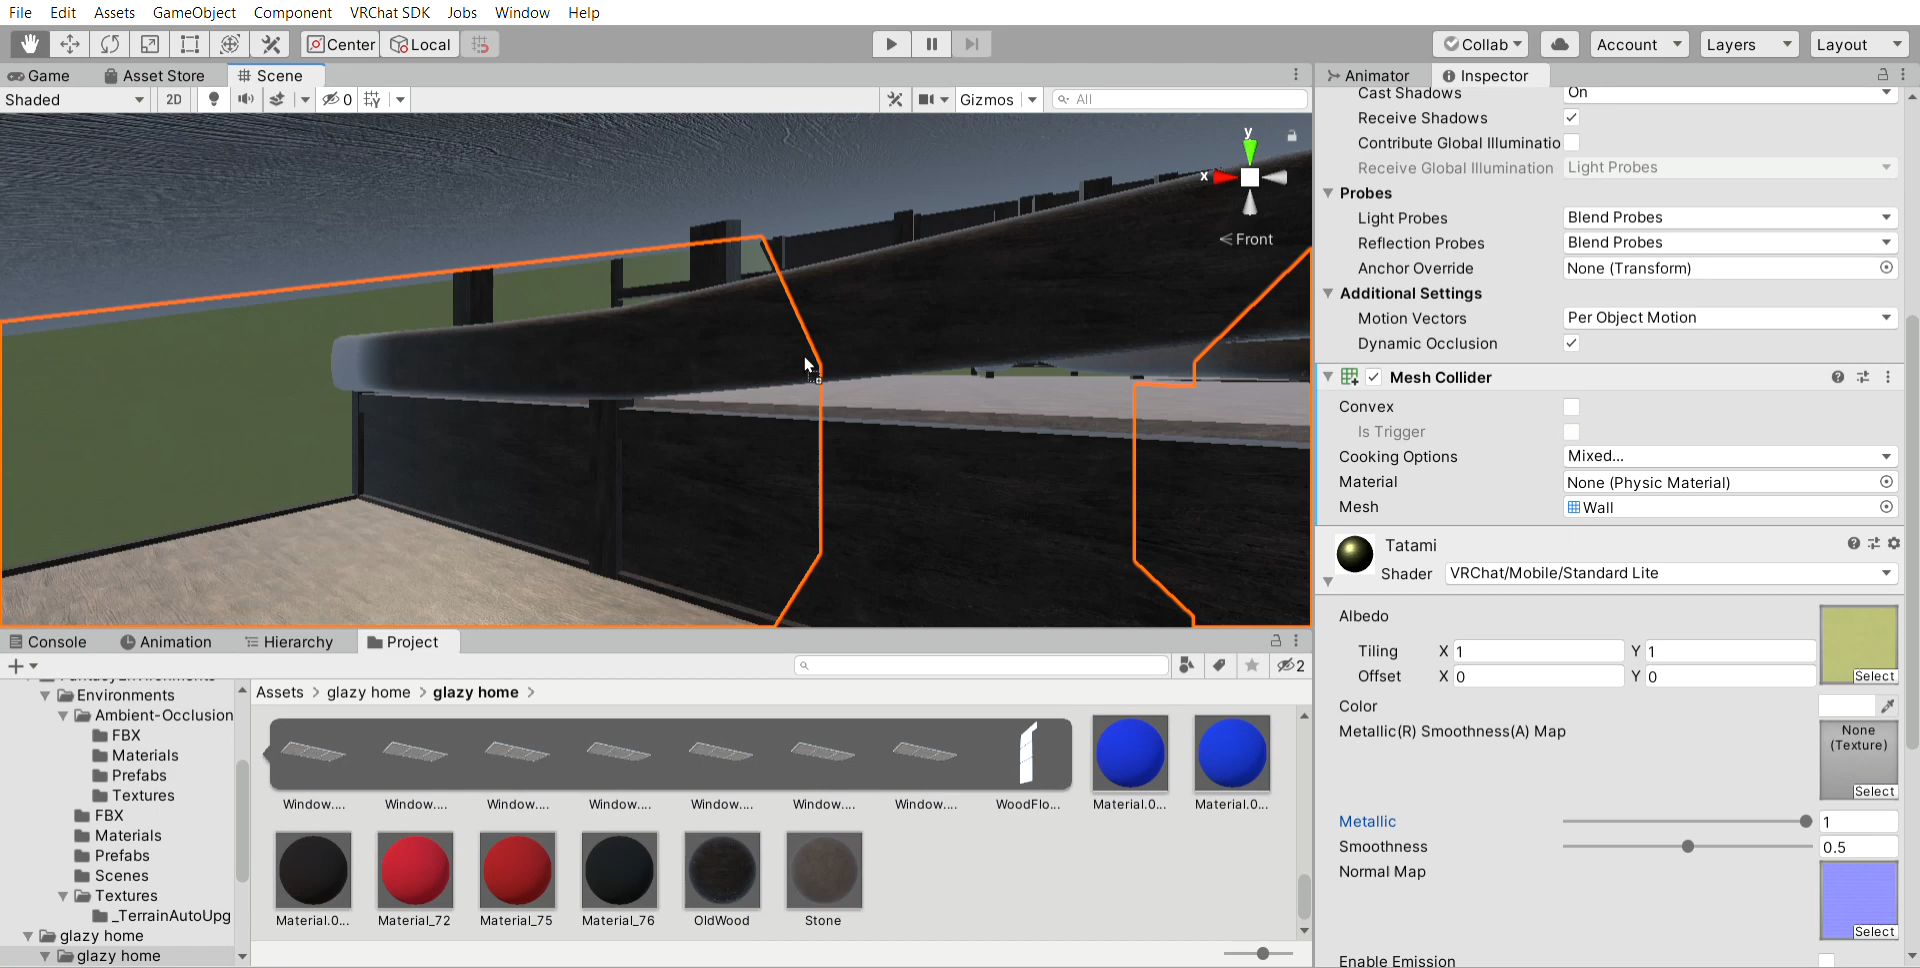 File Edit Assets GameObject Component VRChat SDK Jobs Window Help
Center Local Collab Account Layers Layout
Game Asset Store Scene
Shaded 2D 0 Gizmos All
y
x
Front
Animator Inspector
Cast Shadows On
Receive Shadows
Contribute Global Illuminatio
Receive Global Illumination Light Probes
Probes
Light Probes Blend Probes
Reflection Probes Blend Probes
Anchor Override None (Transform)
Additional Settings
Motion Vectors Per Object Motion
Dynamic Occlusion
Mesh Collider
Convex
Is Trigger
Cooking Options Mixed...
Material None (Physic Material)
Mesh Wall
Tatami
Shader VRChat/Mobile/Standard Lite
Albedo
Tiling X 1 Y 1
Offset X 0 Y 0
Select
Color
Metallic(R) Smoothness(A) Map
None
(Texture)
Select
Metallic 1
Smoothness 0.5
Normal Map
Select
Enable Emission
Console Animation Hierarchy Project
2
Environments
Ambient-Occlusion
FBX
Materials
Prefabs
Textures
FBX
Materials
Prefabs
Scenes
Textures
_TerrainAutoUpg
glazy home
glazy home
Assets > glazy home > glazy home >
Window.... Window.... Window.... Window.... Window.... Window.... Window.... WoodFlo... Material.0... Material.0...
Material.0... Material_72 Material_75 Material_76 OldWood Stone